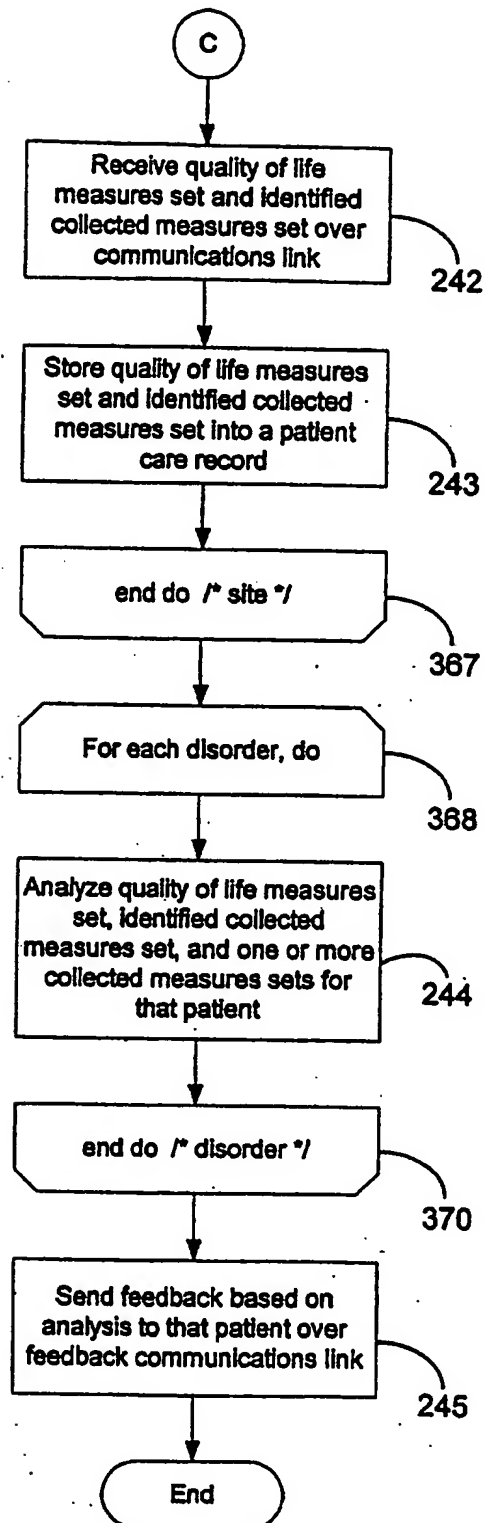 C
Receive quality of life
measures set and identified
collected measures set over
communications link
242
Store quality of life measures
set and identified collected
measures set into a patient
care record
243
end do /* site */
367
For each disorder, do
368
Analyze quality of life measures
set, identified collected
measures set, and one or more
collected measures sets for
that patient
244
end do /* disorder */
370
Send feedback based on
analysis to that patient over
feedback communications link
245
End